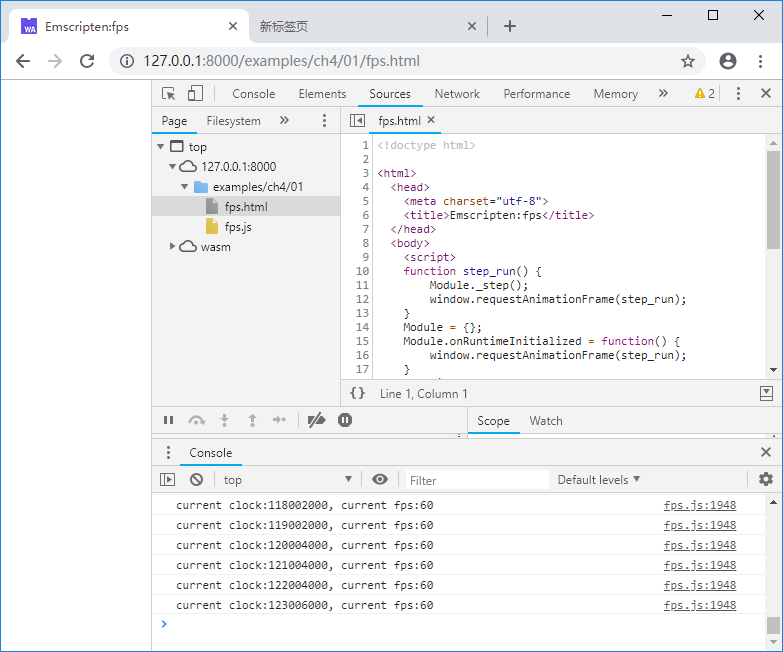 Emscripten:fps
新标签页
127.0.0.1:8000/examples/ch4/01/fps.html
Console Elements Sources Network Performance Memory » 2
Page Filesystem »
fps.html
top
127.0.0.1:8000
examples/ch4/01
fps.html
fps.js
wasm
1 <!doctype html>
2
3 <html>
4 <head>
5 <meta charset="utf-8">
6 <title>Emscripten:fps</title>
7 </head>
8 <body>
9 <script>
10 function step_run() {
11 Module._step();
12 window.requestAnimationFrame(step_run);
13 }
14 Module = {};
15 Module.onRuntimeInitialized = function() {
16 window.requestAnimationFrame(step_run);
17 }
{} Line 1, Column 1
Scope Watch
Console
top Filter Default levels
current clock:118002000, current fps:60 fps.js:1948
current clock:119002000, current fps:60 fps.js:1948
current clock:120004000, current fps:60 fps.js:1948
current clock:121004000, current fps:60 fps.js:1948
current clock:122004000, current fps:60 fps.js:1948
current clock:123006000, current fps:60 fps.js:1948
>